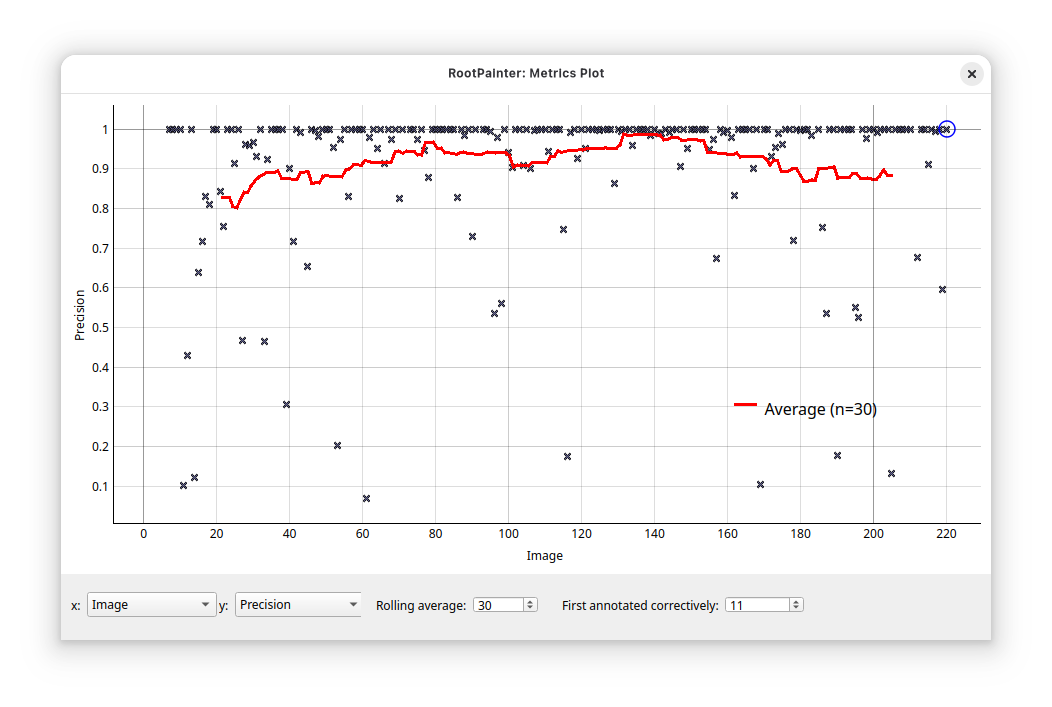 RootPainter: Metrics Plot
1
0.9
0.8
0.7
0.6
0.5
0.4
0.3
0.2
0.1
Precision
Average (n=30)
0 20 40 60 80 100 120 140 160 180 200 220
Image
x: Image y: Precision Rolling average: 30 First annotated correctively: 11